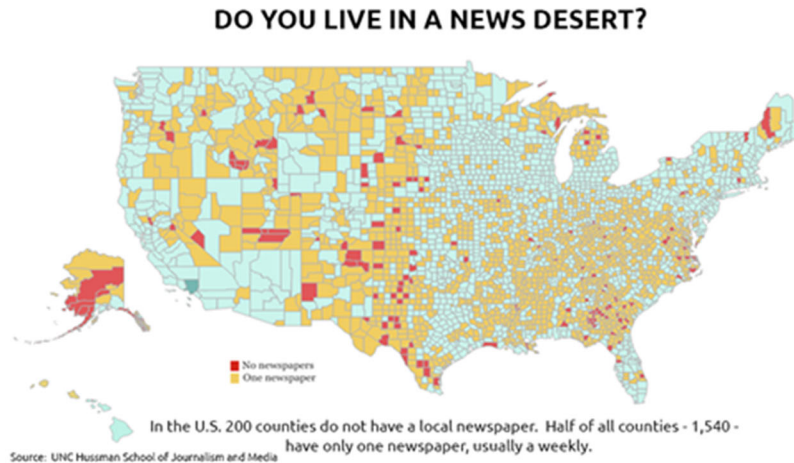 DO YOU LIVE IN A NEWS DESERT?
No newspapers
One newspaper
In the U.S. 200 counties do not have a local newspaper. Half of all counties - 1,540 -
have only one newspaper, usually a weekly.
Source: UNC Hussman School of Journalism and Media